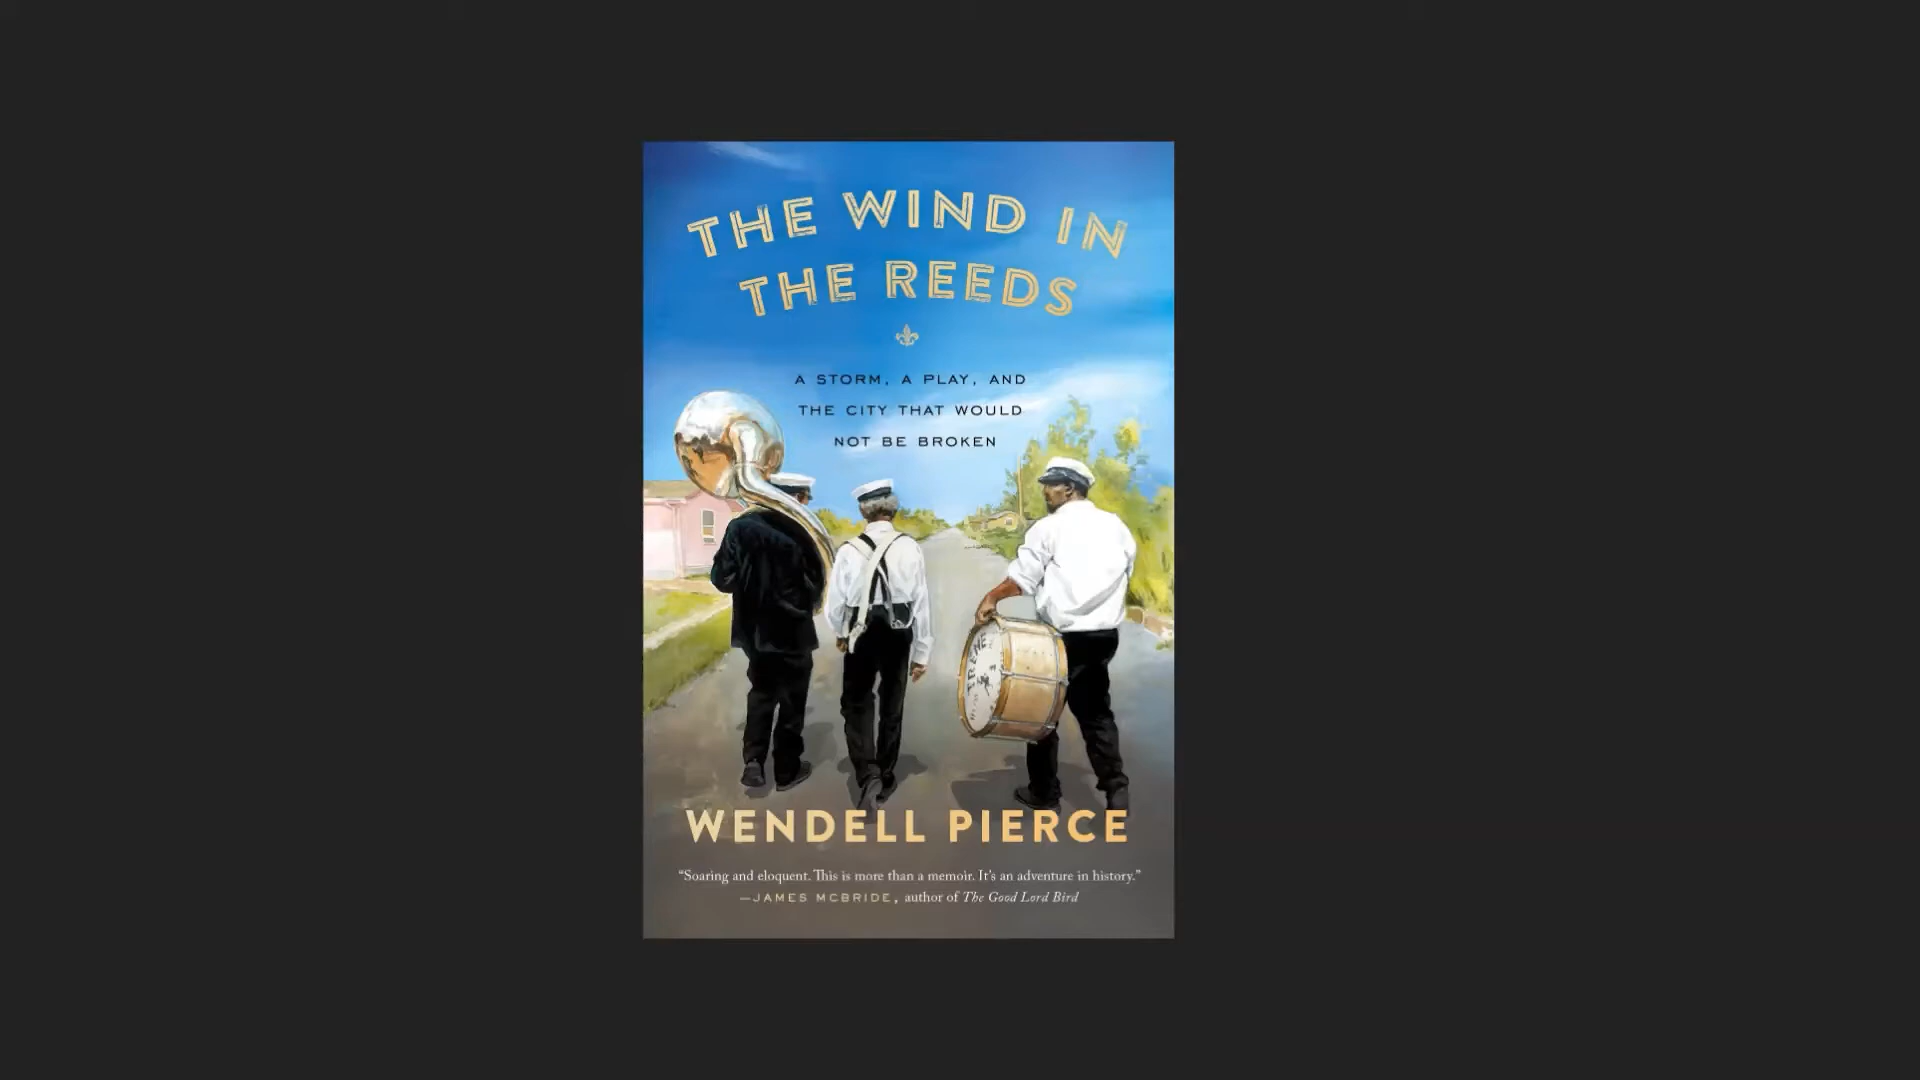 THE WIND IN
THE REEDS
A STORM, A PLAY, AND
THE CITY THAT WOULD
NOT BE BROKEN
WENDELL PIERCE
“Soaring and eloquent. This is more than a memoir. It’s an adventure in history.”
—JAMES MCBRIDE, author of The Good Lord Bird